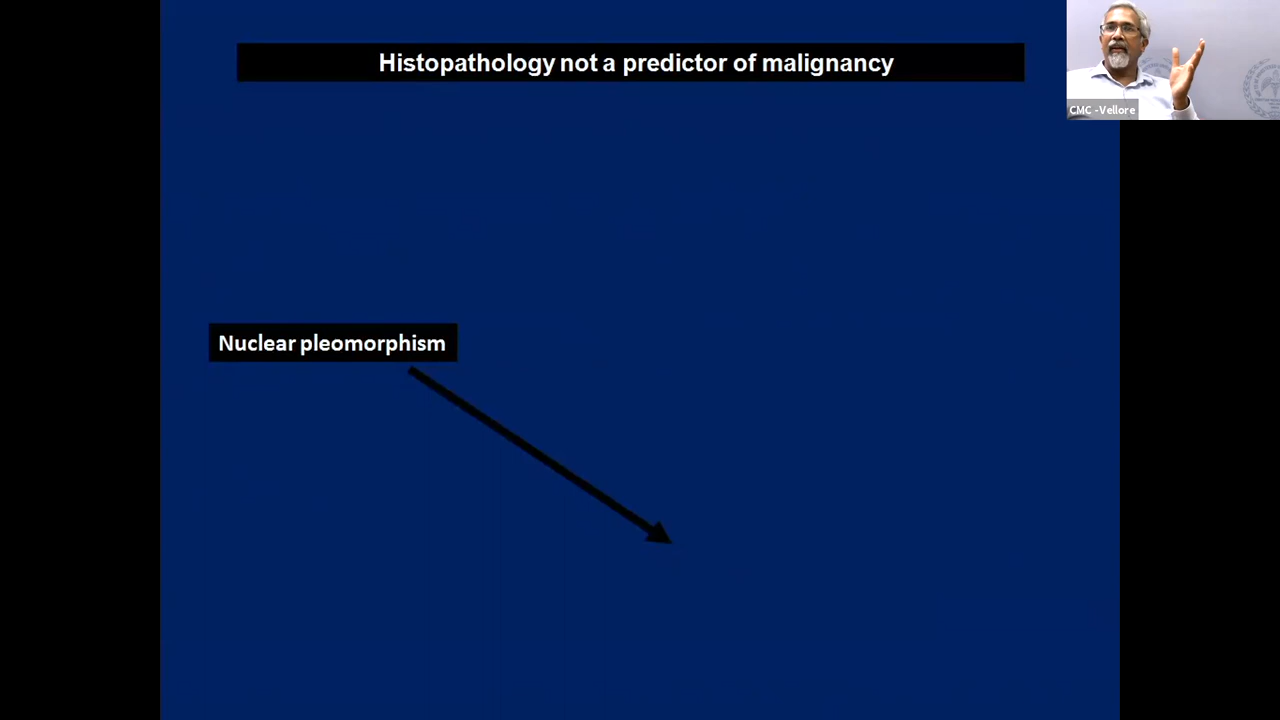 Histopathology not a predictor of malignancy
CMC -Vellore
Nuclear pleomorphism